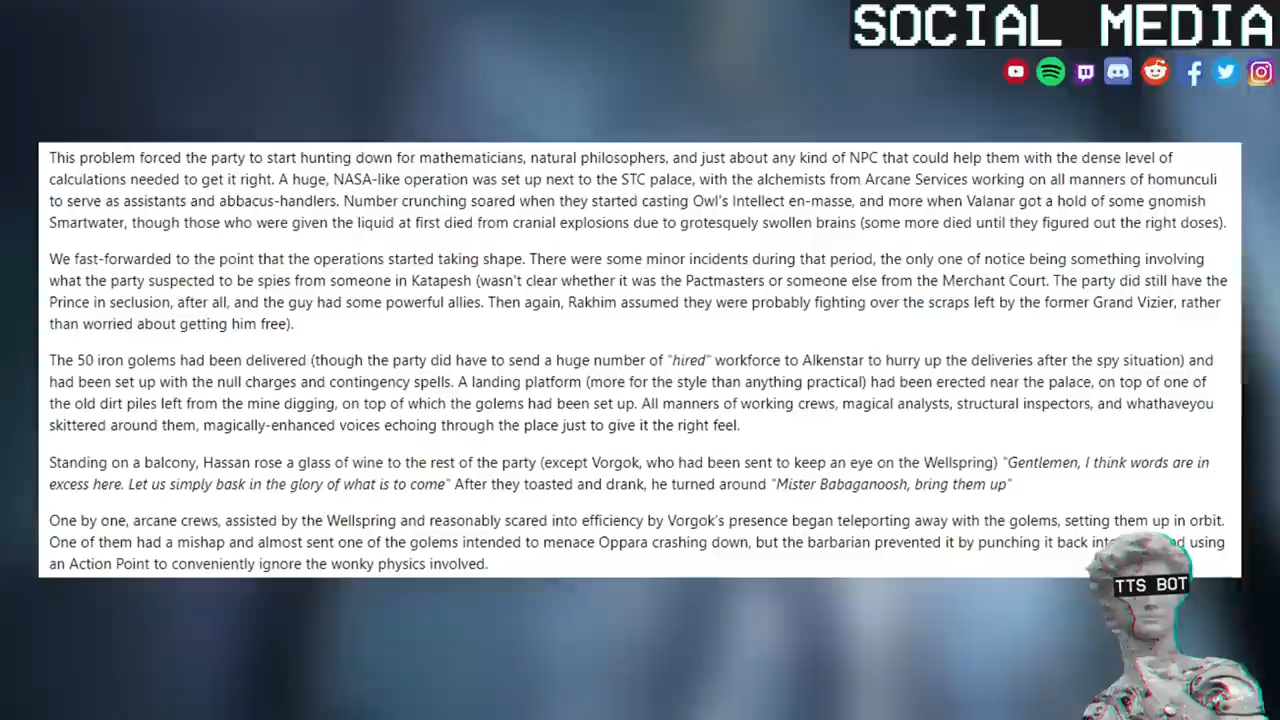 SOCIAL MEDIA
This problem forced the party to start hunting down for mathematicians, natural philosophers, and just about any kind of NPC that could help them with the dense level of
calculations needed to get it right. A huge, NASA-like operation was set up next to the STC palace, with the alchemists from Arcane Services working on all manners of homunculi
to serve as assistants and abbacus-handlers. Number crunching soared when they started casting Owl's Intellect en-masse, and more when Valanar got a hold of some gnomish
Smartwater, though those who were given the liquid at first died from cranial explosions due to grotesquely swollen brains (some more died until they figured out the right doses).
We fast-forwarded to the point that the operations started taking shape. There were some minor incidents during that period, the only one of notice being something involving
what the party suspected to be spies from someone in Katapesh (wasn't clear whether it was the Pactmasters or someone else from the Merchant Court. The party did still have the
Prince in seclusion, after all, and the guy had some powerful allies. Then again, Rakhim assumed they were probably fighting over the scraps left by the former Grand Vizier, rather
than worried about getting him free).
The 50 iron golems had been delivered (though the party did have to send a huge number of "hired" workforce to Alkenstar to hurry up the deliveries after the spy situation) and
had been set up with the null charges and contingency spells. A landing platform (more for the style than anything practical) had been erected near the palace, on top of one of
the old dirt piles left from the mine digging, on top of which the golems had been set up. All manners of working crews, magical analysts, structural inspectors, and whathaveyou
skittered around them, magically-enhanced voices echoing through the place just to give it the right feel.
Standing on a balcony, Hassan rose a glass of wine to the rest of the party (except Vorgok, who had been sent to keep an eye on the Wellspring) "Gentlemen, I think words are in
excess here. Let us simply bask in the glory of what is to come" After they toasted and drank, he turned around "Mister Babaganoosh, bring them up"
One by one, arcane crews, assisted by the Wellspring and reasonably scared into efficiency by Vorgok's presence began teleporting away with the golems, setting them up in orbit.
One of them had a mishap and almost sent one of the golems intended to menace Oppara crashing down, but the barbarian prevented it by punching it back using
an Action Point to conveniently ignore the wonky physics involved.
TTS BOT